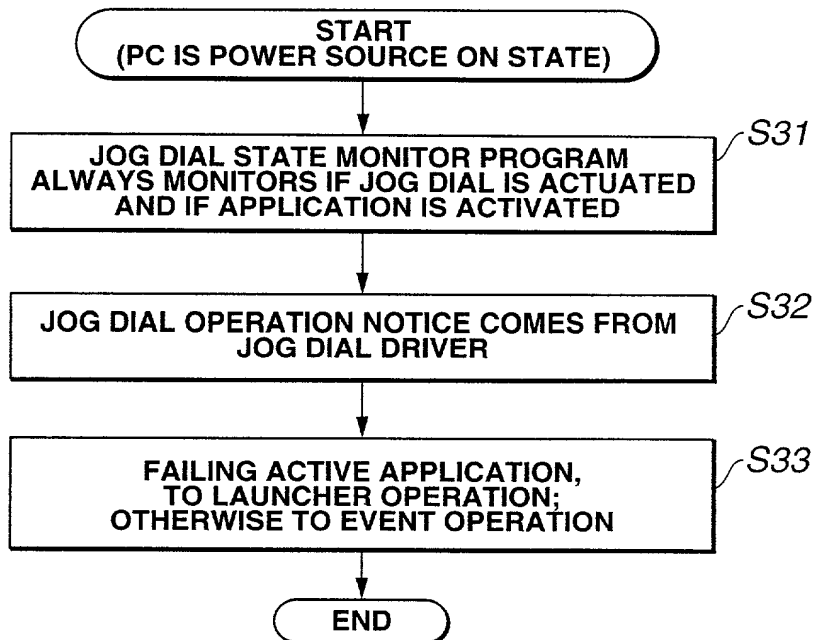 START
(PC IS POWER SOURCE ON STATE)
S31
JOG DIAL STATE MONITOR PROGRAM
ALWAYS MONITORS IF JOG DIAL IS ACTUATED
AND IF APPLICATION IS ACTIVATED
S32
JOG DIAL OPERATION NOTICE COMES FROM
JOG DIAL DRIVER
S33
FAILING ACTIVE APPLICATION,
TO LAUNCHER OPERATION;
OTHERWISE TO EVENT OPERATION
END